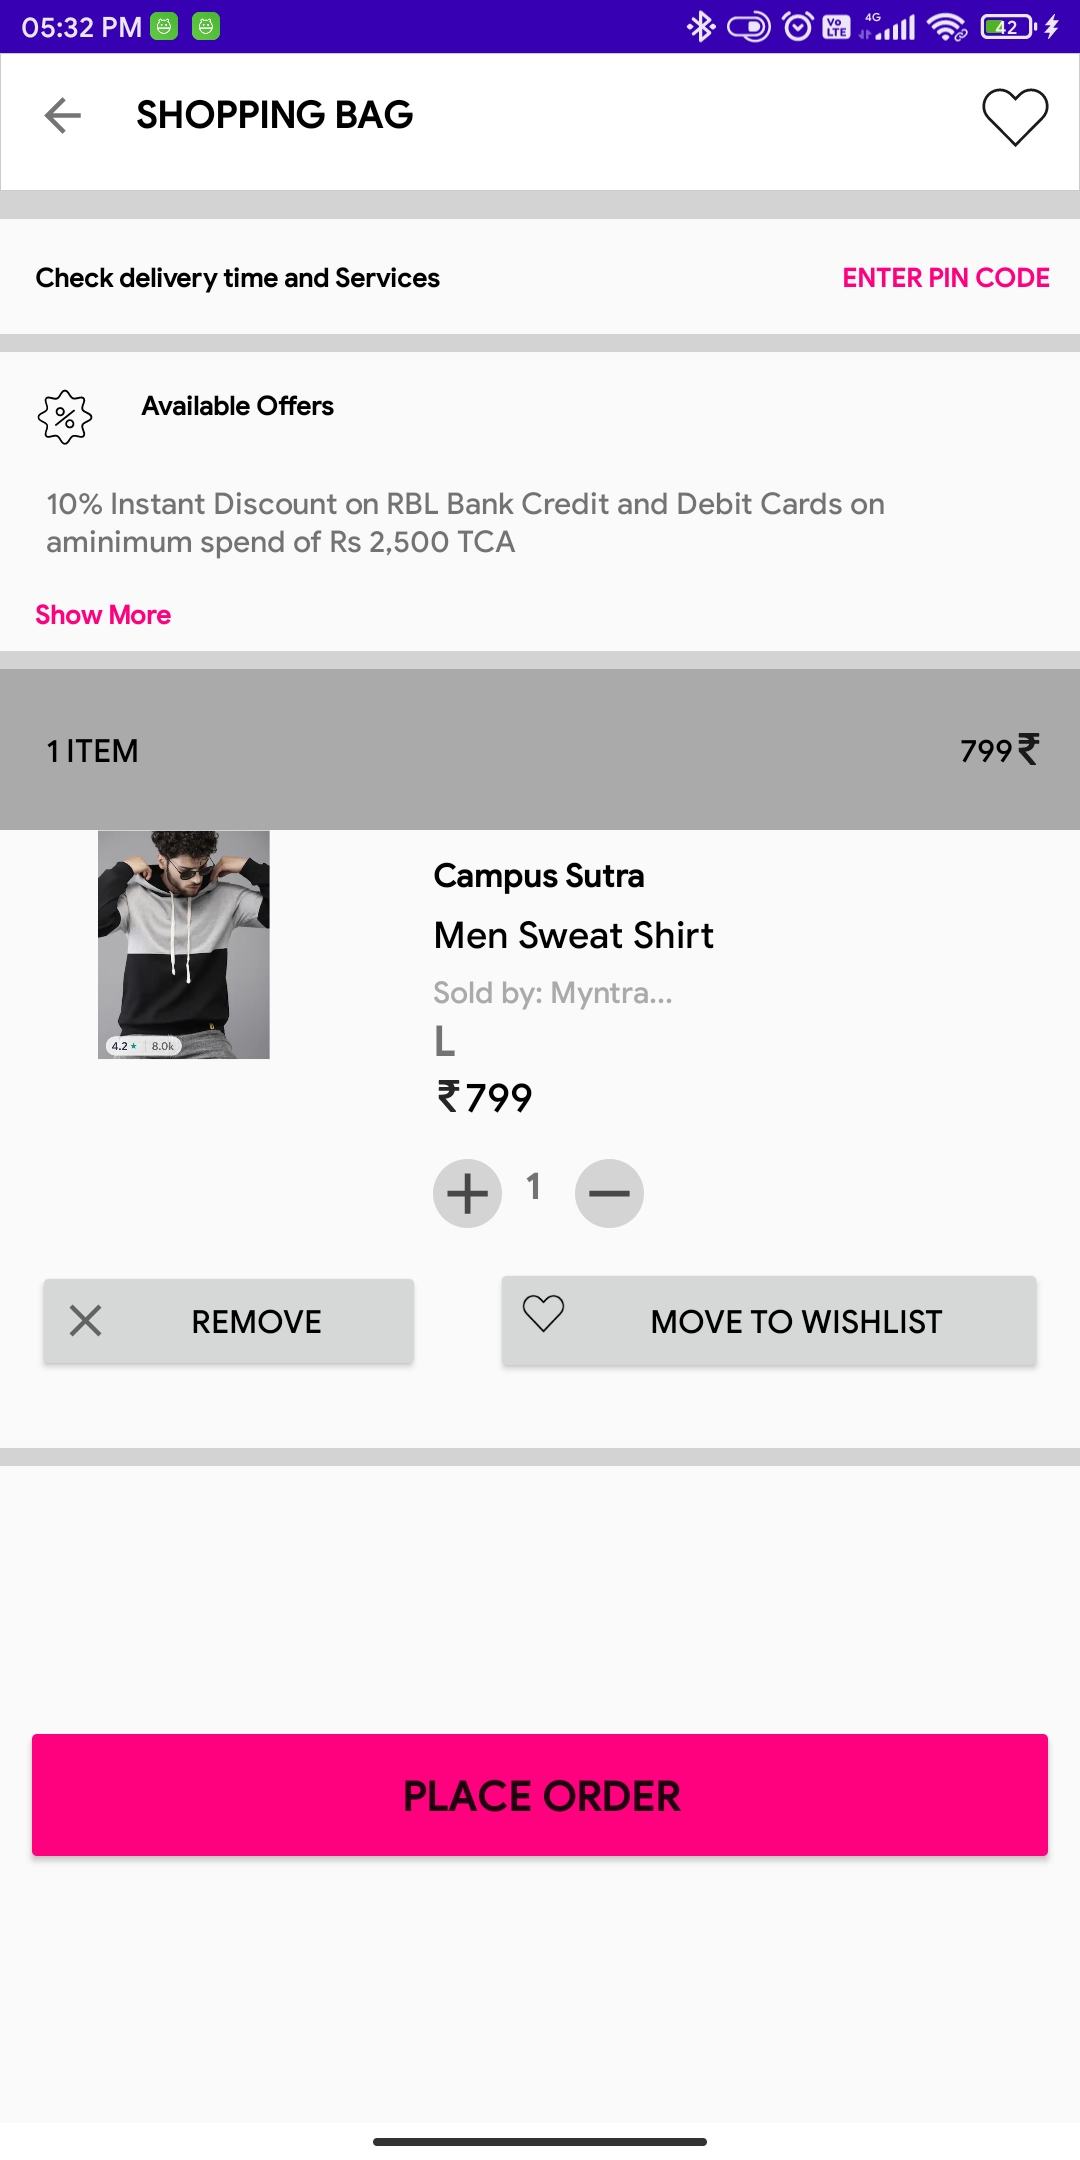 05:32 PM
Vo LTE 4G 42
SHOPPING BAG
Check delivery time and Services ENTER PIN CODE
Available Offers
10% Instant Discount on RBL Bank Credit and Debit Cards on
aminimum spend of Rs 2,500 TCA
Show More
1 ITEM 799₹
Campus Sutra
Men Sweat Shirt
Sold by: Myntra...
L
₹799
4.2 ★ | 8.0k
1
REMOVE MOVE TO WISHLIST
PLACE ORDER